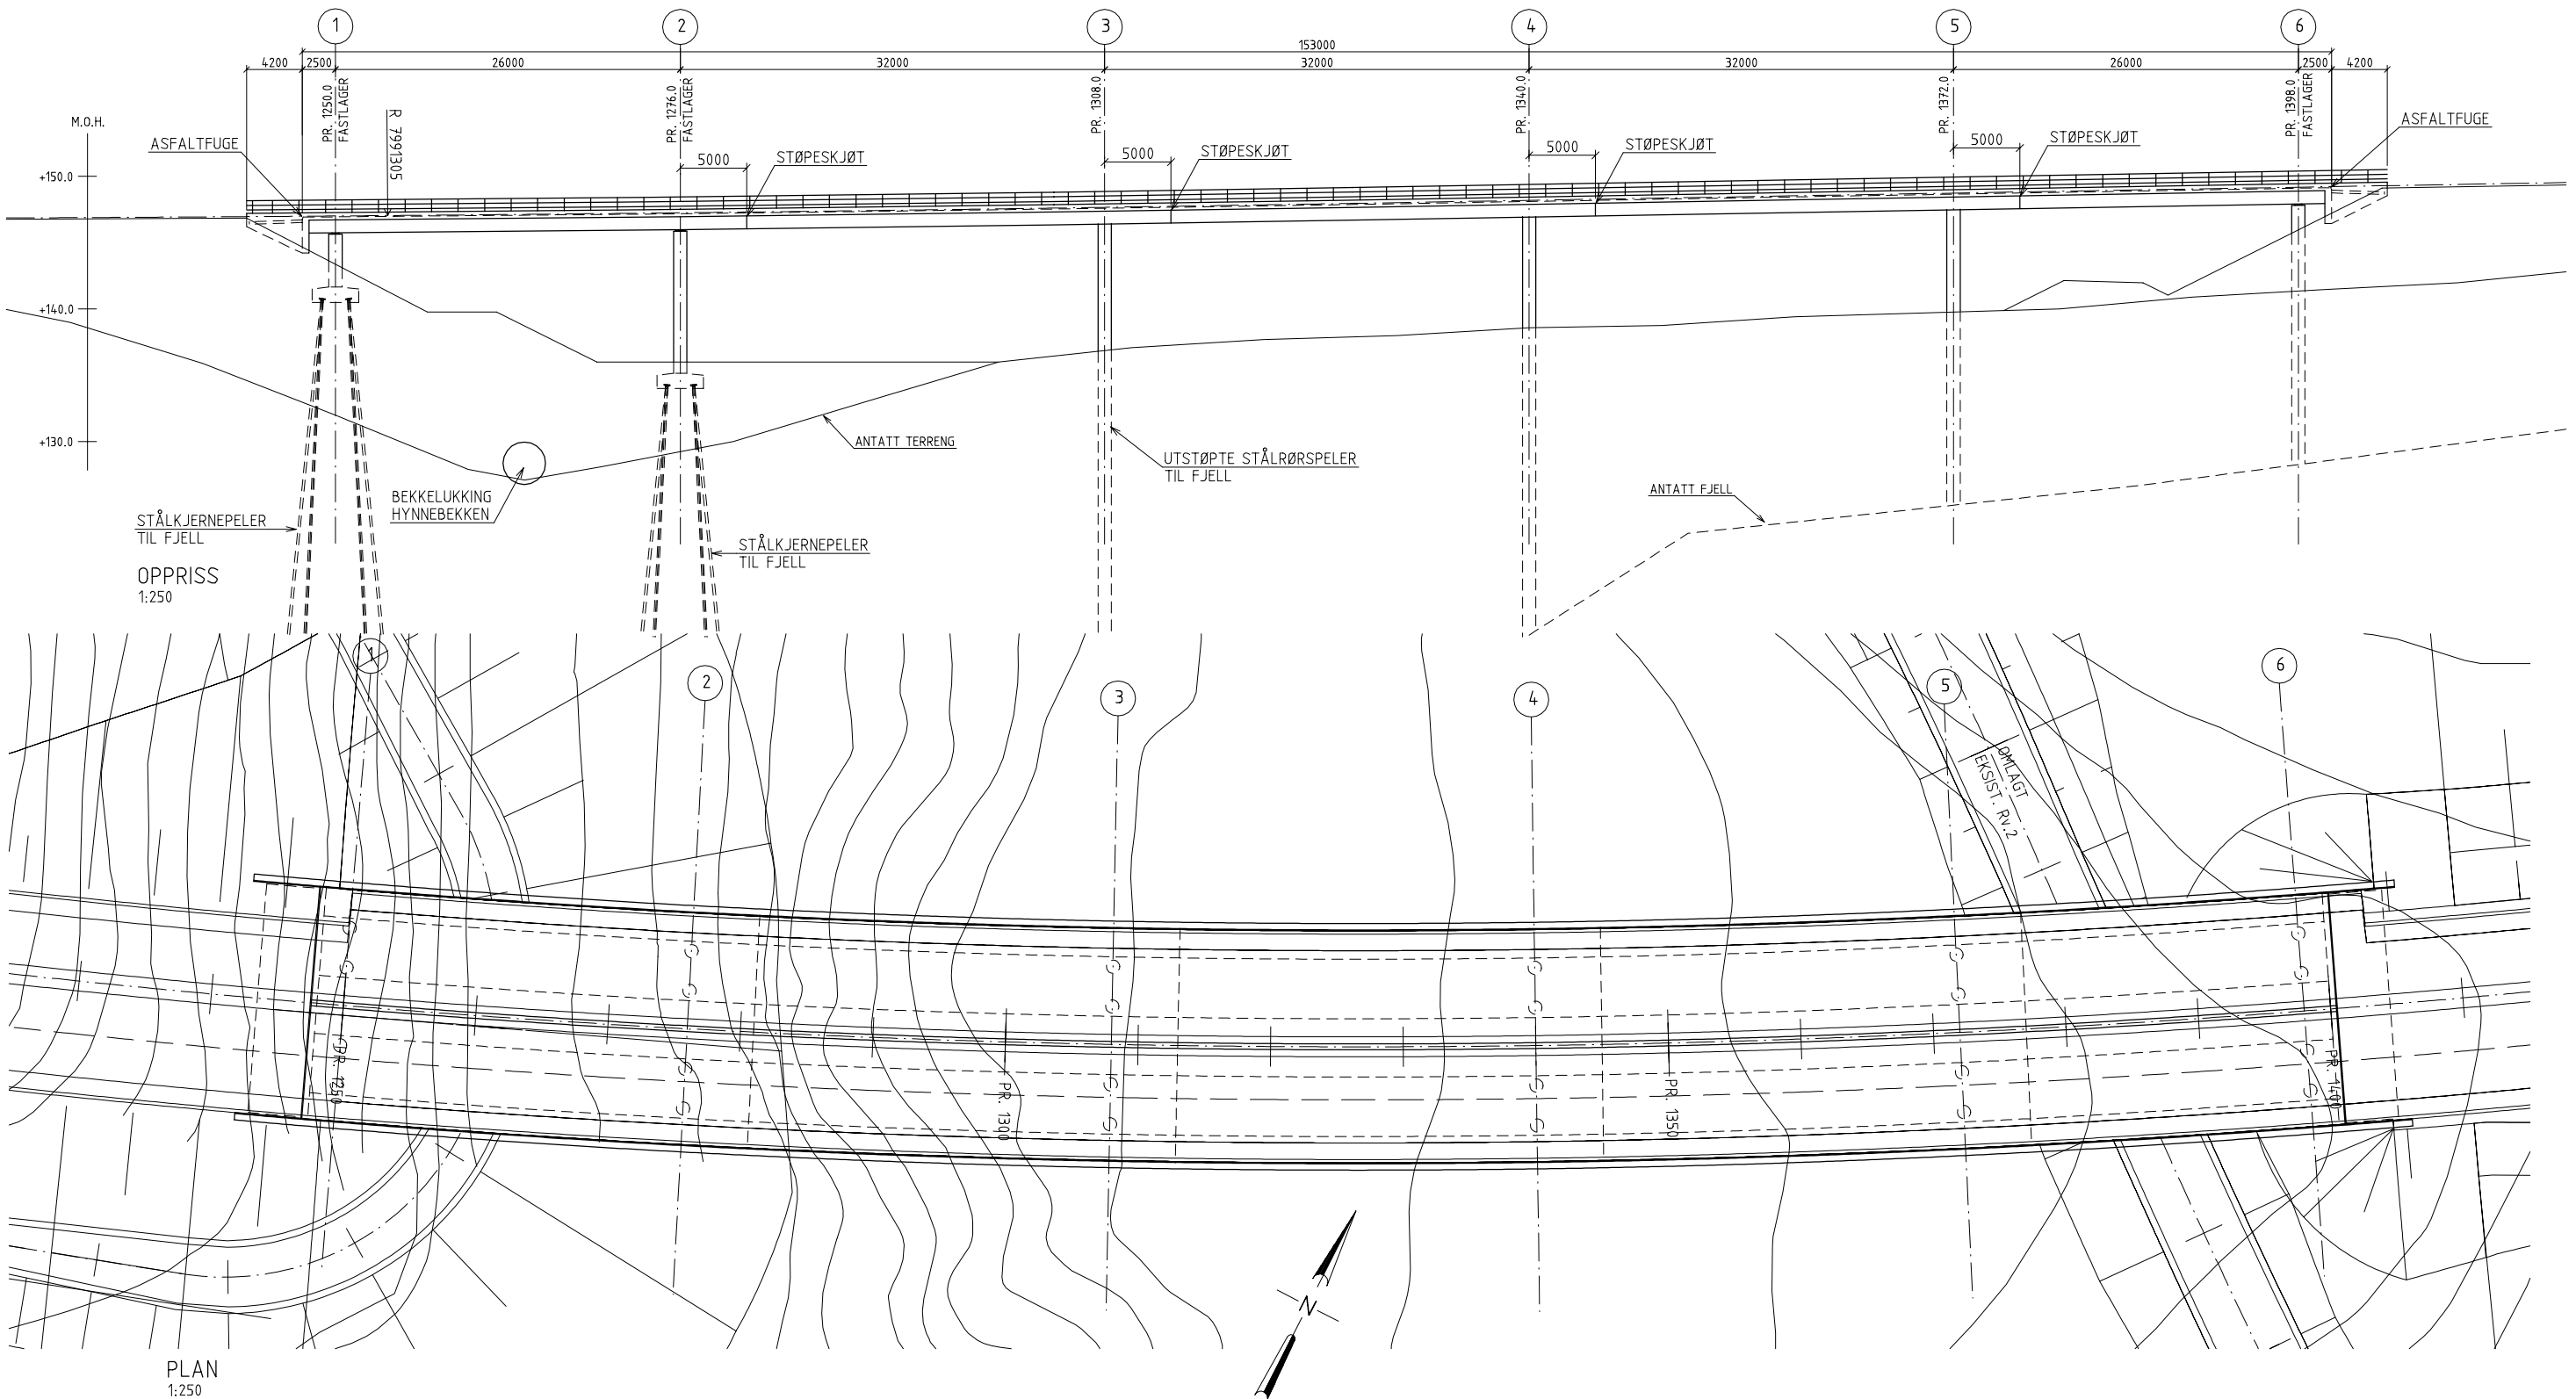 1
2
3
4
5
6
153000
4200
2500
26000
32000
32000
32000
26000
2500
4200
PR. 1250.0
FASTLAGER
R 7991305
PR. 1276.0
FASTLAGER
PR. 1308.0
PR. 1340.0
PR. 1372.0
PR. 1398.0
FASTLAGER
M.O.H.
ASFALTFUGE
5000
STØPESKJØT
5000
STØPESKJØT
5000
STØPESKJØT
5000
STØPESKJØT
ASFALTFUGE
+150.0
+140.0
+130.0
ANTATT TERRENG
UTSTØPTE STÅLRØRSPELER
TIL FJELL
ANTATT FJELL
BEKKELUKKING
HYNNEBEKKEN
STÅLKJERNEPELER
TIL FJELL
STÅLKJERNEPELER
TIL FJELL
OPPRISS
1:250
1
2
3
4
5
6
OMLAGT
EKSIST. Rv.2
PR. 1250
PR. 1300
PR. 1350
PR. 1400
N
PLAN
1:250